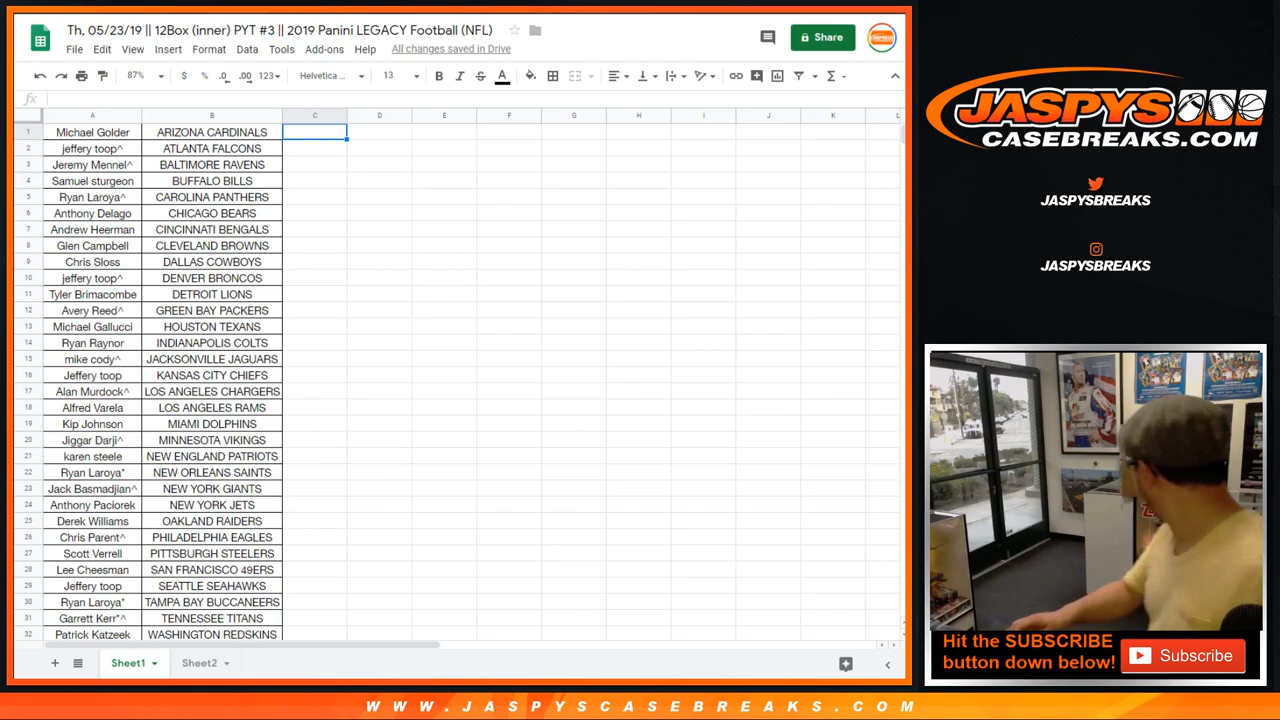 Th, 05/23/19 || 12Box (inner) PYT #3 || 2019 Panini LEGACY Football (NFL)
File Edit View Insert Format Data Tools Add-ons Help All changes saved in Drive
Share
87% $ % .0 .00 123 Helvetica ... 13 B I S A
fx
A B C D E F G H I J K L
1 Michael Golder ARIZONA CARDINALS
2 jeffery toop^ ATLANTA FALCONS
3 Jeremy Mennel^ BALTIMORE RAVENS
4 Samuel sturgeon BUFFALO BILLS
5 Ryan Laroya^ CAROLINA PANTHERS
6 Anthony Delago CHICAGO BEARS
7 Andrew Heerman CINCINNATI BENGALS
8 Glen Campbell CLEVELAND BROWNS
9 Chris Sloss DALLAS COWBOYS
10 jeffery toop^ DENVER BRONCOS
11 Tyler Brimacombe DETROIT LIONS
12 Avery Reed^ GREEN BAY PACKERS
13 Michael Gallucci HOUSTON TEXANS
14 Ryan Raynor INDIANAPOLIS COLTS
15 mike cody^ JACKSONVILLE JAGUARS
16 Jeffery toop KANSAS CITY CHIEFS
17 Alan Murdock^ LOS ANGELES CHARGERS
18 Alfred Varela LOS ANGELES RAMS
19 Kip Johnson MIAMI DOLPHINS
20 Jiggar Darji^ MINNESOTA VIKINGS
21 karen steele NEW ENGLAND PATRIOTS
22 Ryan Laroya* NEW ORLEANS SAINTS
23 Jack Basmadjian^ NEW YORK GIANTS
24 Anthony Paciorek NEW YORK JETS
25 Derek Williams OAKLAND RAIDERS
26 Chris Parent^ PHILADELPHIA EAGLES
27 Scott Verrell PITTSBURGH STEELERS
28 Lee Cheesman SAN FRANCISCO 49ERS
29 Jeffery toop SEATTLE SEAHAWKS
30 Ryan Laroya* TAMPA BAY BUCCANEERS
31 Garrett Kerr*^ TENNESSEE TITANS
32 Patrick Katzeek WASHINGTON REDSKINS
Sheet1 Sheet2
JASPYS
CASEBREAKS.COM
JASPYSBREAKS
JASPYSBREAKS
Hit the SUBSCRIBE
button down below!
Subscribe
WWW.JASPYSCASEBREAKS.COM